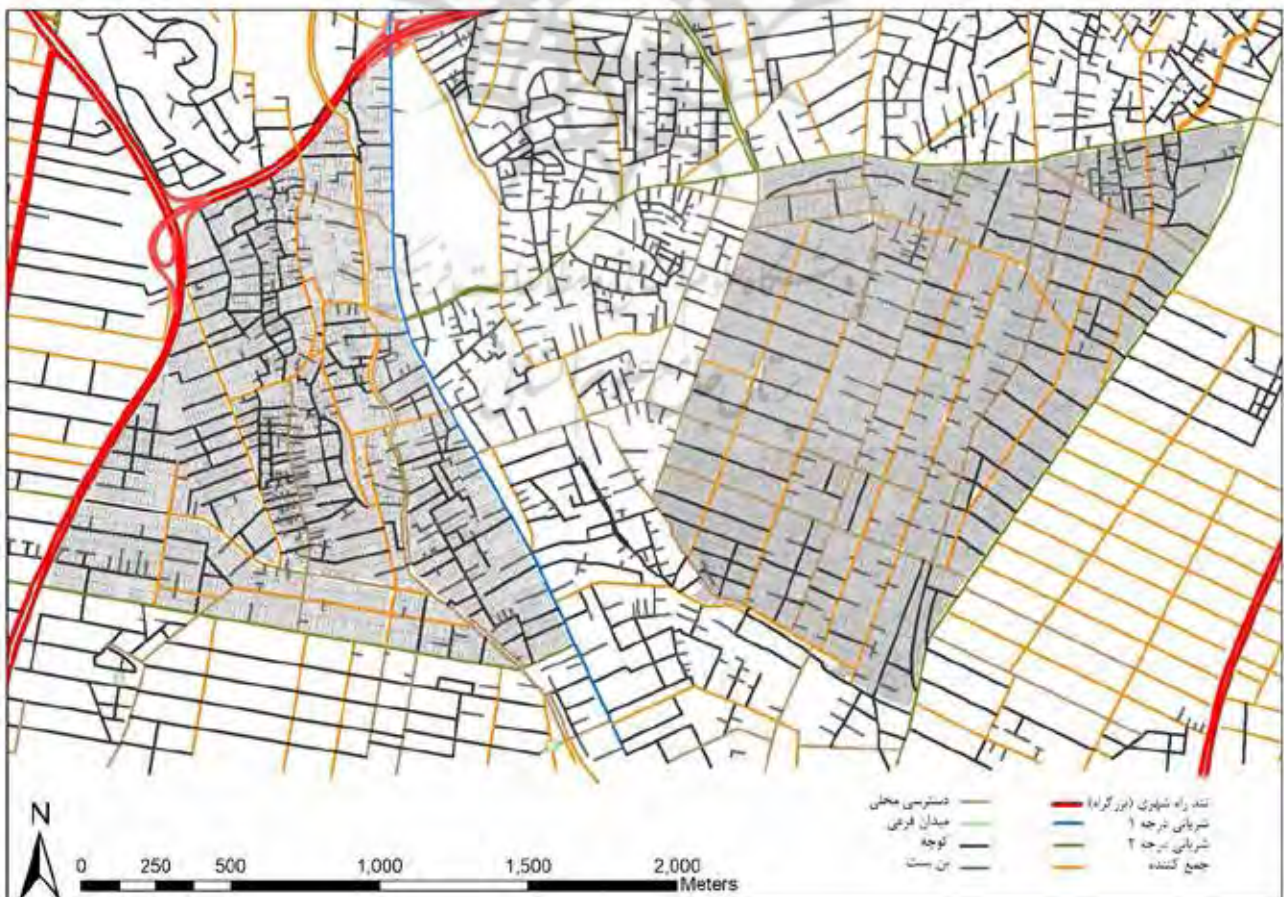 تند راه شهری (بزرگراه)
شریانی درجه ۱
شریانی درجه ۲
جمع کننده
دسترسی محلی
میدان فرعی
کوچه
بن بست
N
0 250 500 1,000 1,500 2,000
Meters